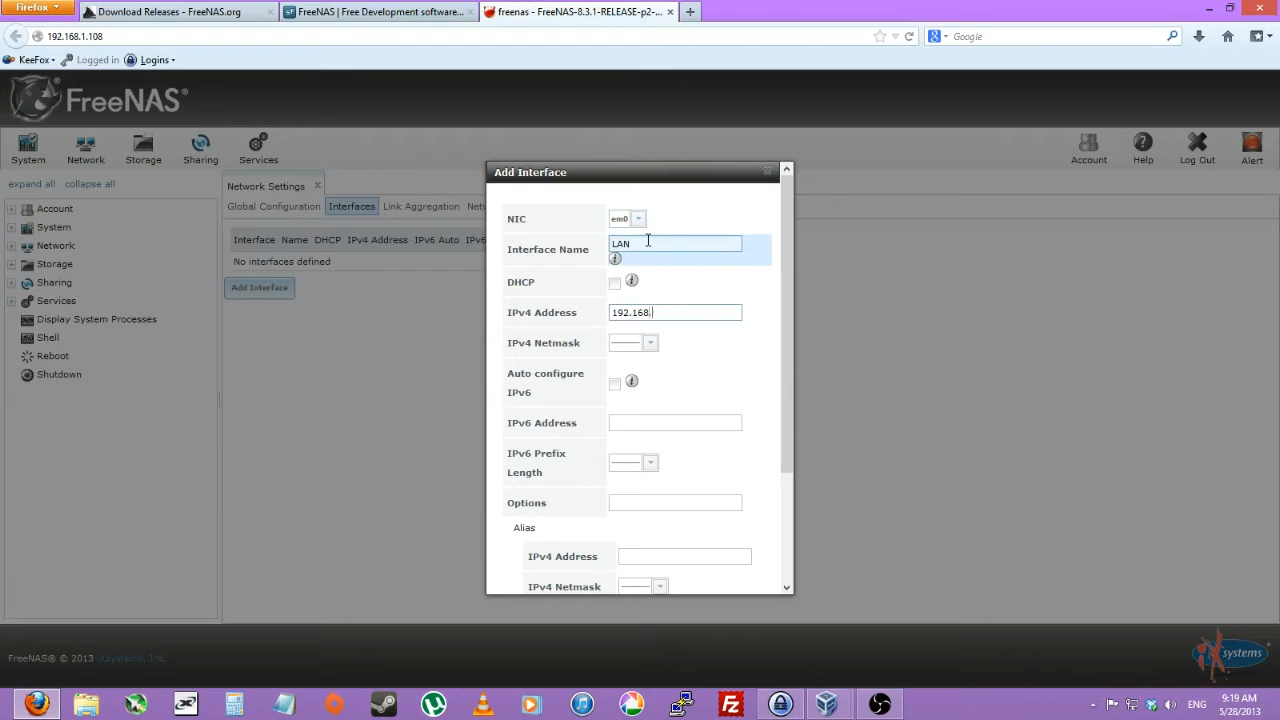 Firefox
Download Releases - FreeNAS.org
FreeNAS | Free Development software...
freenas - FreeNAS-8.3.1-RELEASE-p2-...
192.168.1.108
Google
KeeFox
Logged in
Logins
FreeNAS®
System
Network
Storage
Sharing
Services
Account
Help
Log Out
Alert
expand all
collapse all
Account
System
Network
Storage
Sharing
Services
Display System Processes
Shell
Reboot
Shutdown
Network Settings
Global Configuration
Interfaces
Link Aggregation
Interface Name DHCP IPv4 Address IPv6 Auto
No interfaces defined
Add Interface
Add Interface
NIC em0
Interface Name LAN
DHCP
IPv4 Address 192.168.
IPv4 Netmask ---------
Auto configure
IPv6
IPv6 Address
IPv6 Prefix
Length ---------
Options
Alias
IPv4 Address
IPv4 Netmask ---------
FreeNAS® © 2013 iXsystems, Inc.
iXsystems
ENG
9:19 AM
5/28/2013